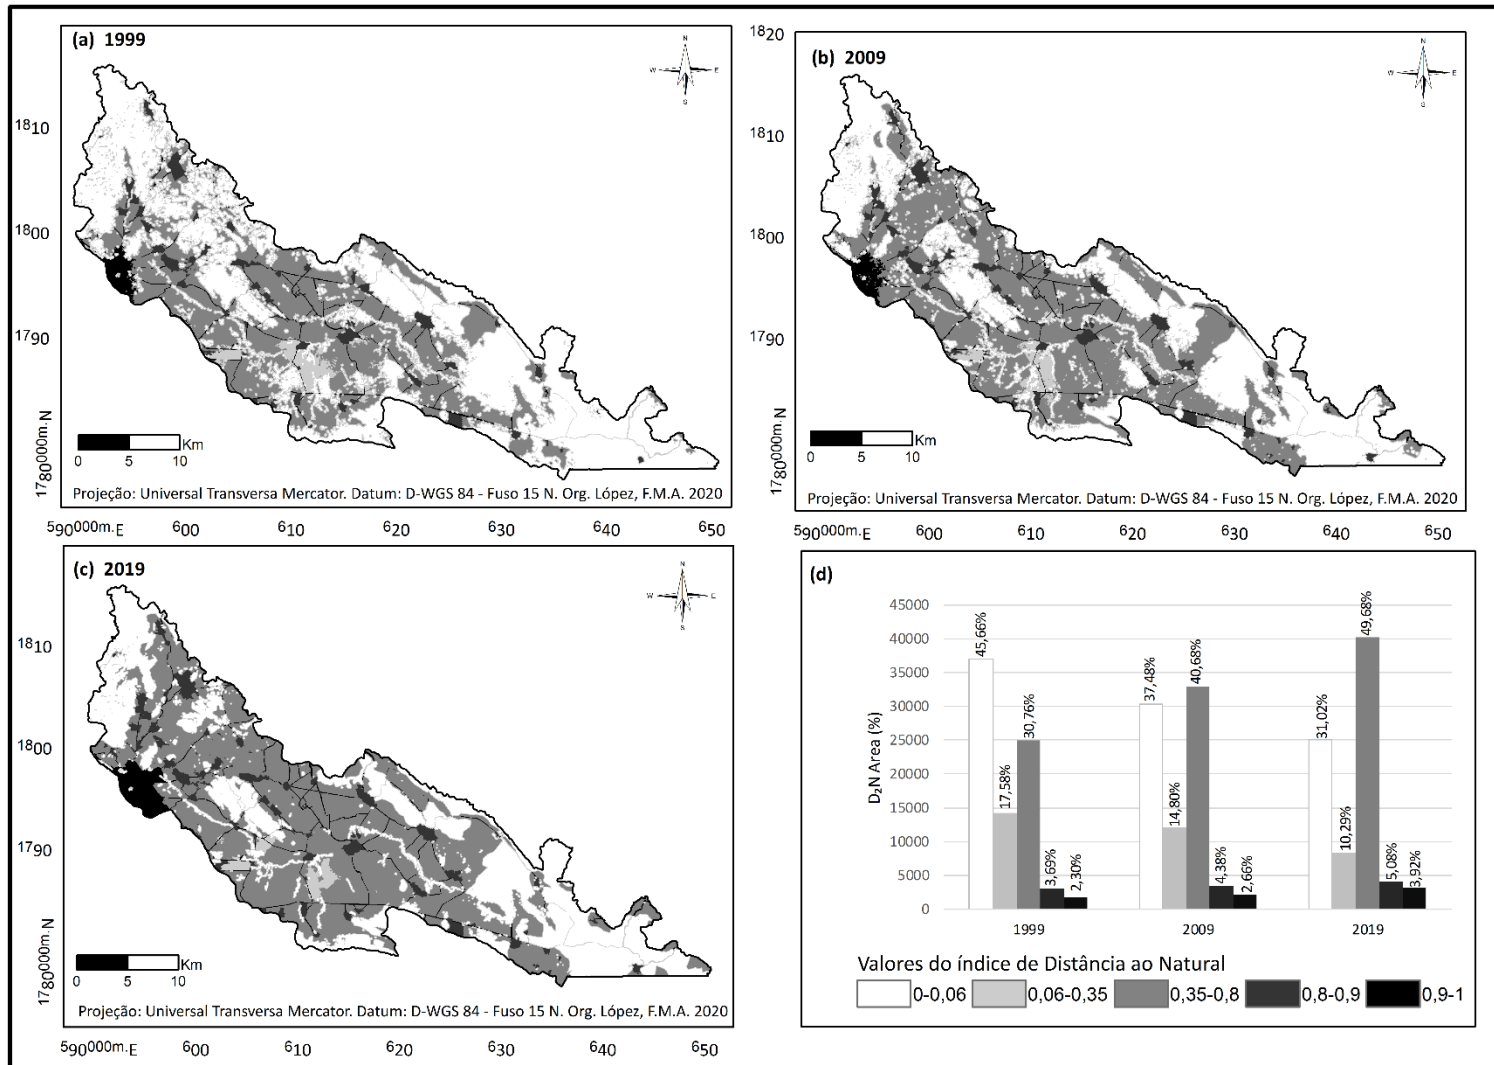 (a) 1999
N
W E
S
1810
1800
1790
1780000m.N
Km
0 5 10
Projeção: Universal Transversa Mercator. Datum: D-WGS 84 - Fuso 15 N. Org. López, F.M.A. 2020
590000m.E 600 610 620 630 640 650
(b) 2009
N
W E
S
1820
1810
1800
1790
1780000m.N
Km
0 5 10
Projeção: Universal Transversa Mercator. Datum: D-WGS 84 - Fuso 15 N. Org. López, F.M.A. 2020
590000m.E 600 610 620 630 640 650
(c) 2019
N
W E
S
1810
1800
1790
1780000m.N
Km
0 5 10
Projeção: Universal Transversa Mercator. Datum: D-WGS 84 - Fuso 15 N. Org. López, F.M.A. 2020
590000m.E 600 610 620 630 640 650
(d)
D₂N Area (%)
45000
40000
35000
30000
25000
20000
15000
10000
5000
0
45,66%
17,58%
30,76%
3,69%
2,30%
37,48%
14,80%
40,68%
4,38%
2,66%
31,02%
10,29%
49,68%
5,08%
3,92%
1999 2009 2019
Valores do índice de Distância ao Natural
0-0,06 0,06-0,35 0,35-0,8 0,8-0,9 0,9-1